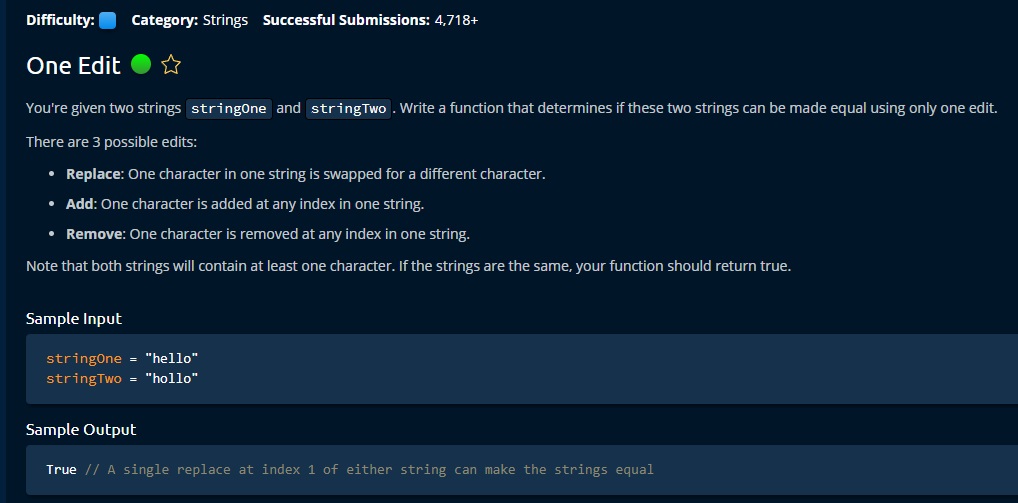 Difficulty: Category: Strings Successful Submissions: 4,718+
One Edit
You're given two strings stringOne and stringTwo. Write a function that determines if these two strings can be made equal using only one edit.
There are 3 possible edits:
• Replace: One character in one string is swapped for a different character.
• Add: One character is added at any index in one string.
• Remove: One character is removed at any index in one string.
Note that both strings will contain at least one character. If the strings are the same, your function should return true.
Sample Input
stringOne = "hello"
stringTwo = "hollo"
Sample Output
True // A single replace at index 1 of either string can make the strings equal